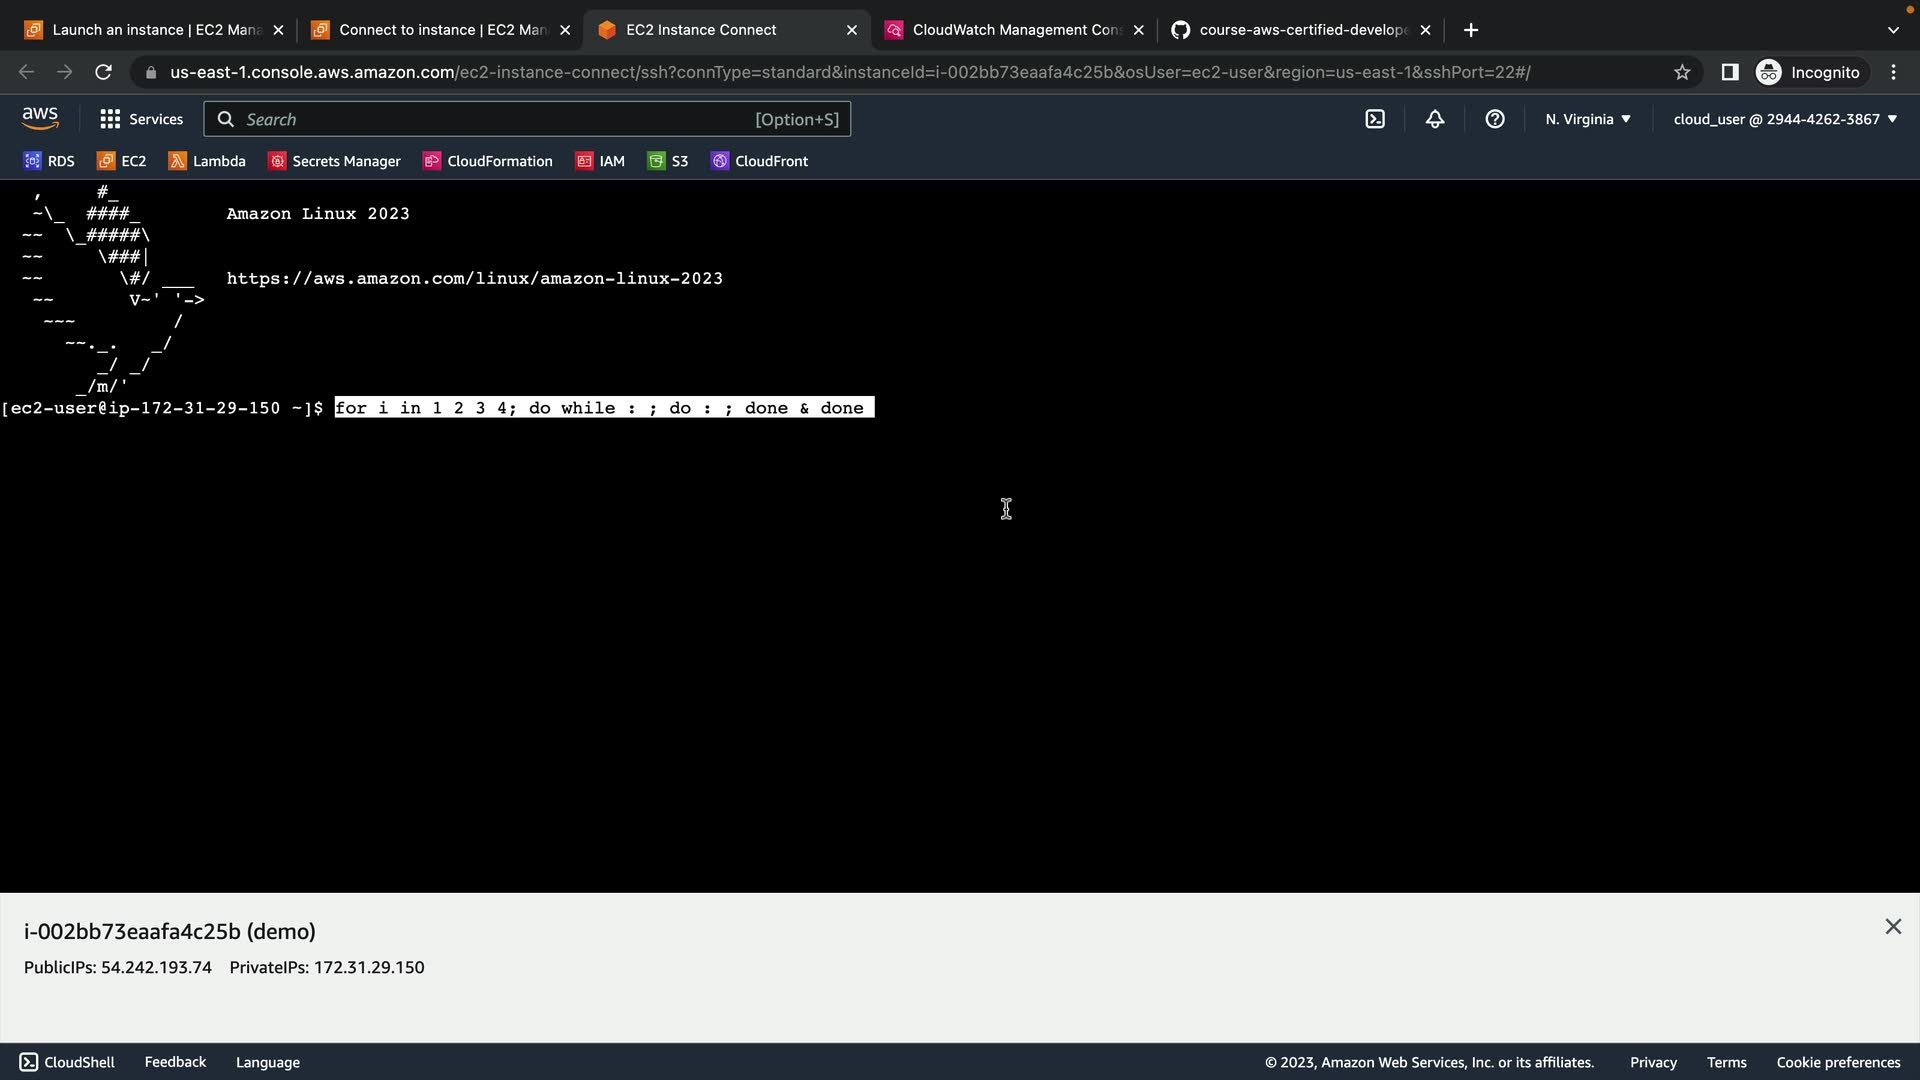 Launch an instance | EC2 Mana
Connect to instance | EC2 Man
EC2 Instance Connect
CloudWatch Management Cons
course-aws-certified-develope
us-east-1.console.aws.amazon.com/ec2-instance-connect/ssh?connType=standard&instanceId=i-002bb73eaafa4c25b&osUser=ec2-user&region=us-east-1&sshPort=22#/
Incognito
aws
Services
Search
[Option+S]
N. Virginia
cloud_user @ 2944-4262-3867
RDS
EC2
Lambda
Secrets Manager
CloudFormation
IAM
S3
CloudFront
   ,     #_
   ~\_  ####_        Amazon Linux 2023
  ~~  \_#####\
  ~~     \###|
  ~~       \#/ ___   https://aws.amazon.com/linux/amazon-linux-2023
   ~~       V~' '->
    ~~~         /
      ~~._.   _/
         _/ _/
       _/m/'
[ec2-user@ip-172-31-29-150 ~]$ for i in 1 2 3 4; do while : ; do : ; done & done
i-002bb73eaafa4c25b (demo)
PublicIPs: 54.242.193.74 PrivateIPs: 172.31.29.150
CloudShell
Feedback
Language
© 2023, Amazon Web Services, Inc. or its affiliates.
Privacy
Terms
Cookie preferences